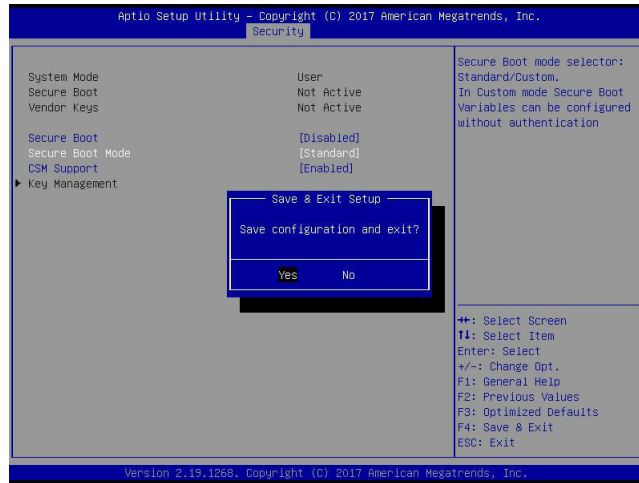 Aptio Setup Utility – Copyright (C) 2017 American Megatrends, Inc.
Security
System Mode User
Secure Boot Not Active
Vendor Keys Not Active
Secure Boot [Disabled]
Secure Boot Mode [Standard]
CSM Support [Enabled]
Key Management
Save & Exit Setup
Save configuration and exit?
Yes No
Secure Boot mode selector:
Standard/Custom.
In Custom mode Secure Boot
Variables can be configured
without authentication
→←: Select Screen
↑↓: Select Item
Enter: Select
+/-: Change Opt.
F1: General Help
F2: Previous Values
F3: Optimized Defaults
F4: Save & Exit
ESC: Exit
Version 2.19.1268. Copyright (C) 2017 American Megatrends, Inc.